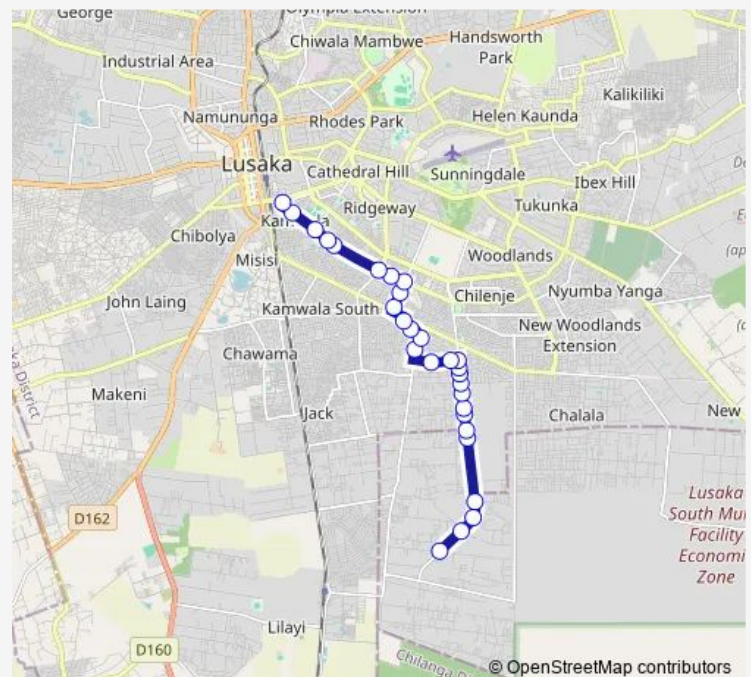 George
Olympia Extension
Chiwala Mambwe
Handsworth
Park
Industrial Area
Kalikiliki
Namununga
Rhodes Park
Helen Kaunda
Lusaka
Cathedral Hill
Sunningdale
Ibex Hill
Ridgeway
Tukunka
Chibolya
Misisi
Woodlands
John Laing
Kamwala South
Chilenje
Nyumba Yanga
New Woodlands
Extension
Chawama
Makeni
Jack
Chalala
New
District
D162
Lusaka
South Mul
Facility
Economi
Zone
Lilayi
D160
Chilanga
© OpenStreetMap contributors